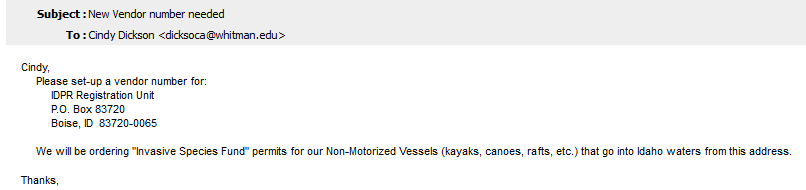 Subject: New Vendor number needed
To: Cindy Dickson <dicksoca@whitman.edu>
Cindy,
Please set-up a vendor number for:
IDPR Registration Unit
P.O. Box 83720
Boise, ID 83720-0065
We will be ordering "Invasive Species Fund" permits for our Non-Motorized Vessels (kayaks, canoes, rafts, etc.) that go into Idaho waters from this address.
Thanks,